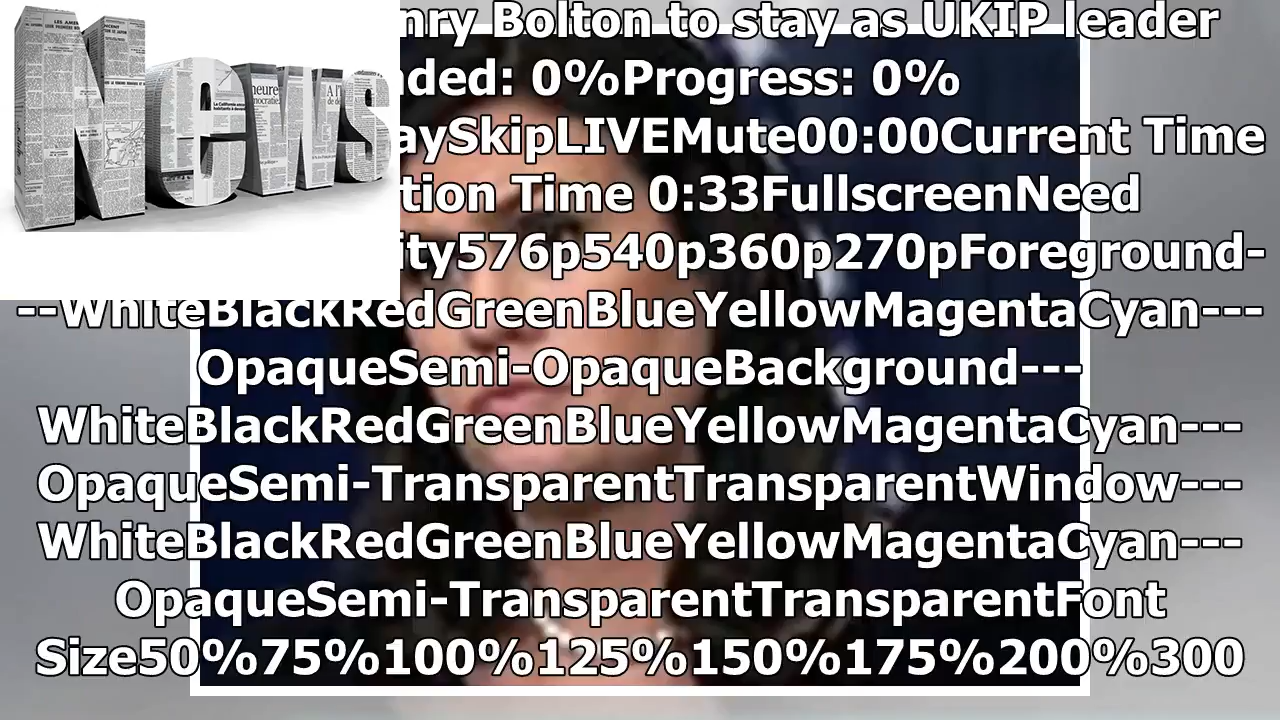 NEWS
nry Bolton to stay as UKIP leader
ded: 0%Progress: 0%
aySkipLIVEMute00:00Current Time
tion Time 0:33FullscreenNeed
ity576p540p360p270pForeground-
--WhiteBlackRedGreenBlueYellowMagentaCyan---
OpaqueSemi-OpaqueBackground---
WhiteBlackRedGreenBlueYellowMagentaCyan---
OpaqueSemi-TransparentTransparentWindow---
WhiteBlackRedGreenBlueYellowMagentaCyan---
OpaqueSemi-TransparentTransparentFont
Size50%75%100%125%150%175%200%300